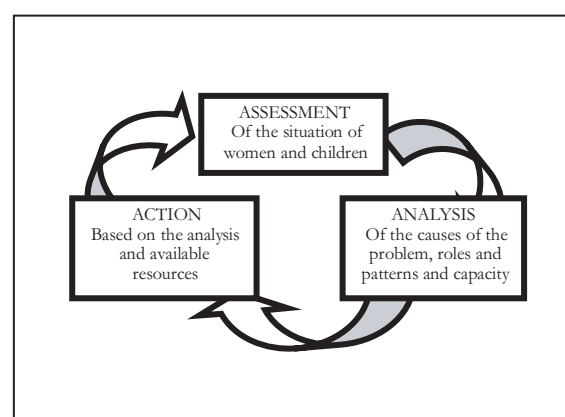 ASSESSMENT
Of the situation of
women and children
ACTION
Based on the analysis
and available
resources
ANALYSIS
Of the causes of the
problem, roles and
patterns and capacity